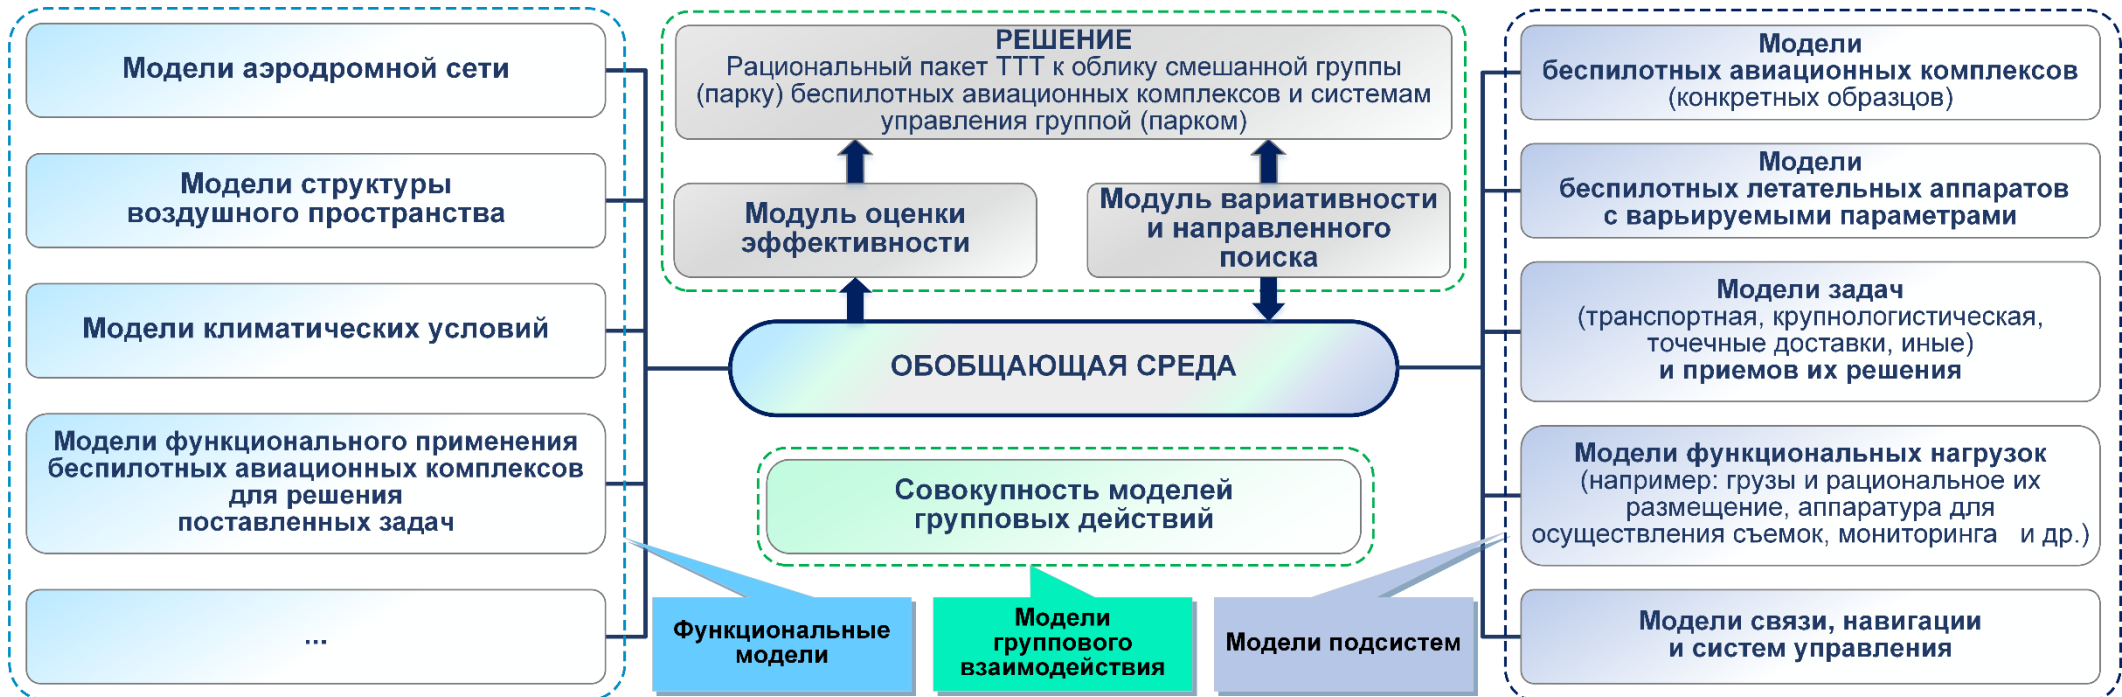 Модели аэродромной сети
Модели структуры
воздушного пространства
Модели климатических условий
Модели функционального применения
беспилотных авиационных комплексов
для решения
поставленных задач
...
РЕШЕНИЕ
Рациональный пакет ТТТ к облику смешанной группы
(парку) беспилотных авиационных комплексов и системам
управления группой (парком)
Модуль оценки
эффективности
Модуль вариативности
и направленного
поиска
ОБОБЩАЮЩАЯ СРЕДА
Совокупность моделей
групповых действий
Функциональные
модели
Модели
группового
взаимодействия
Модели подсистем
Модели
беспилотных авиационных комплексов
(конкретных образцов)
Модели
беспилотных летательных аппаратов
с варьируемыми параметрами
Модели задач
(транспортная, крупнологистическая,
точечные доставки, иные)
и приемов их решения
Модели функциональных нагрузок
(например: грузы и рациональное их
размещение, аппаратура для
осуществления съемок, мониторинга и др.)
Модели связи, навигации
и систем управления